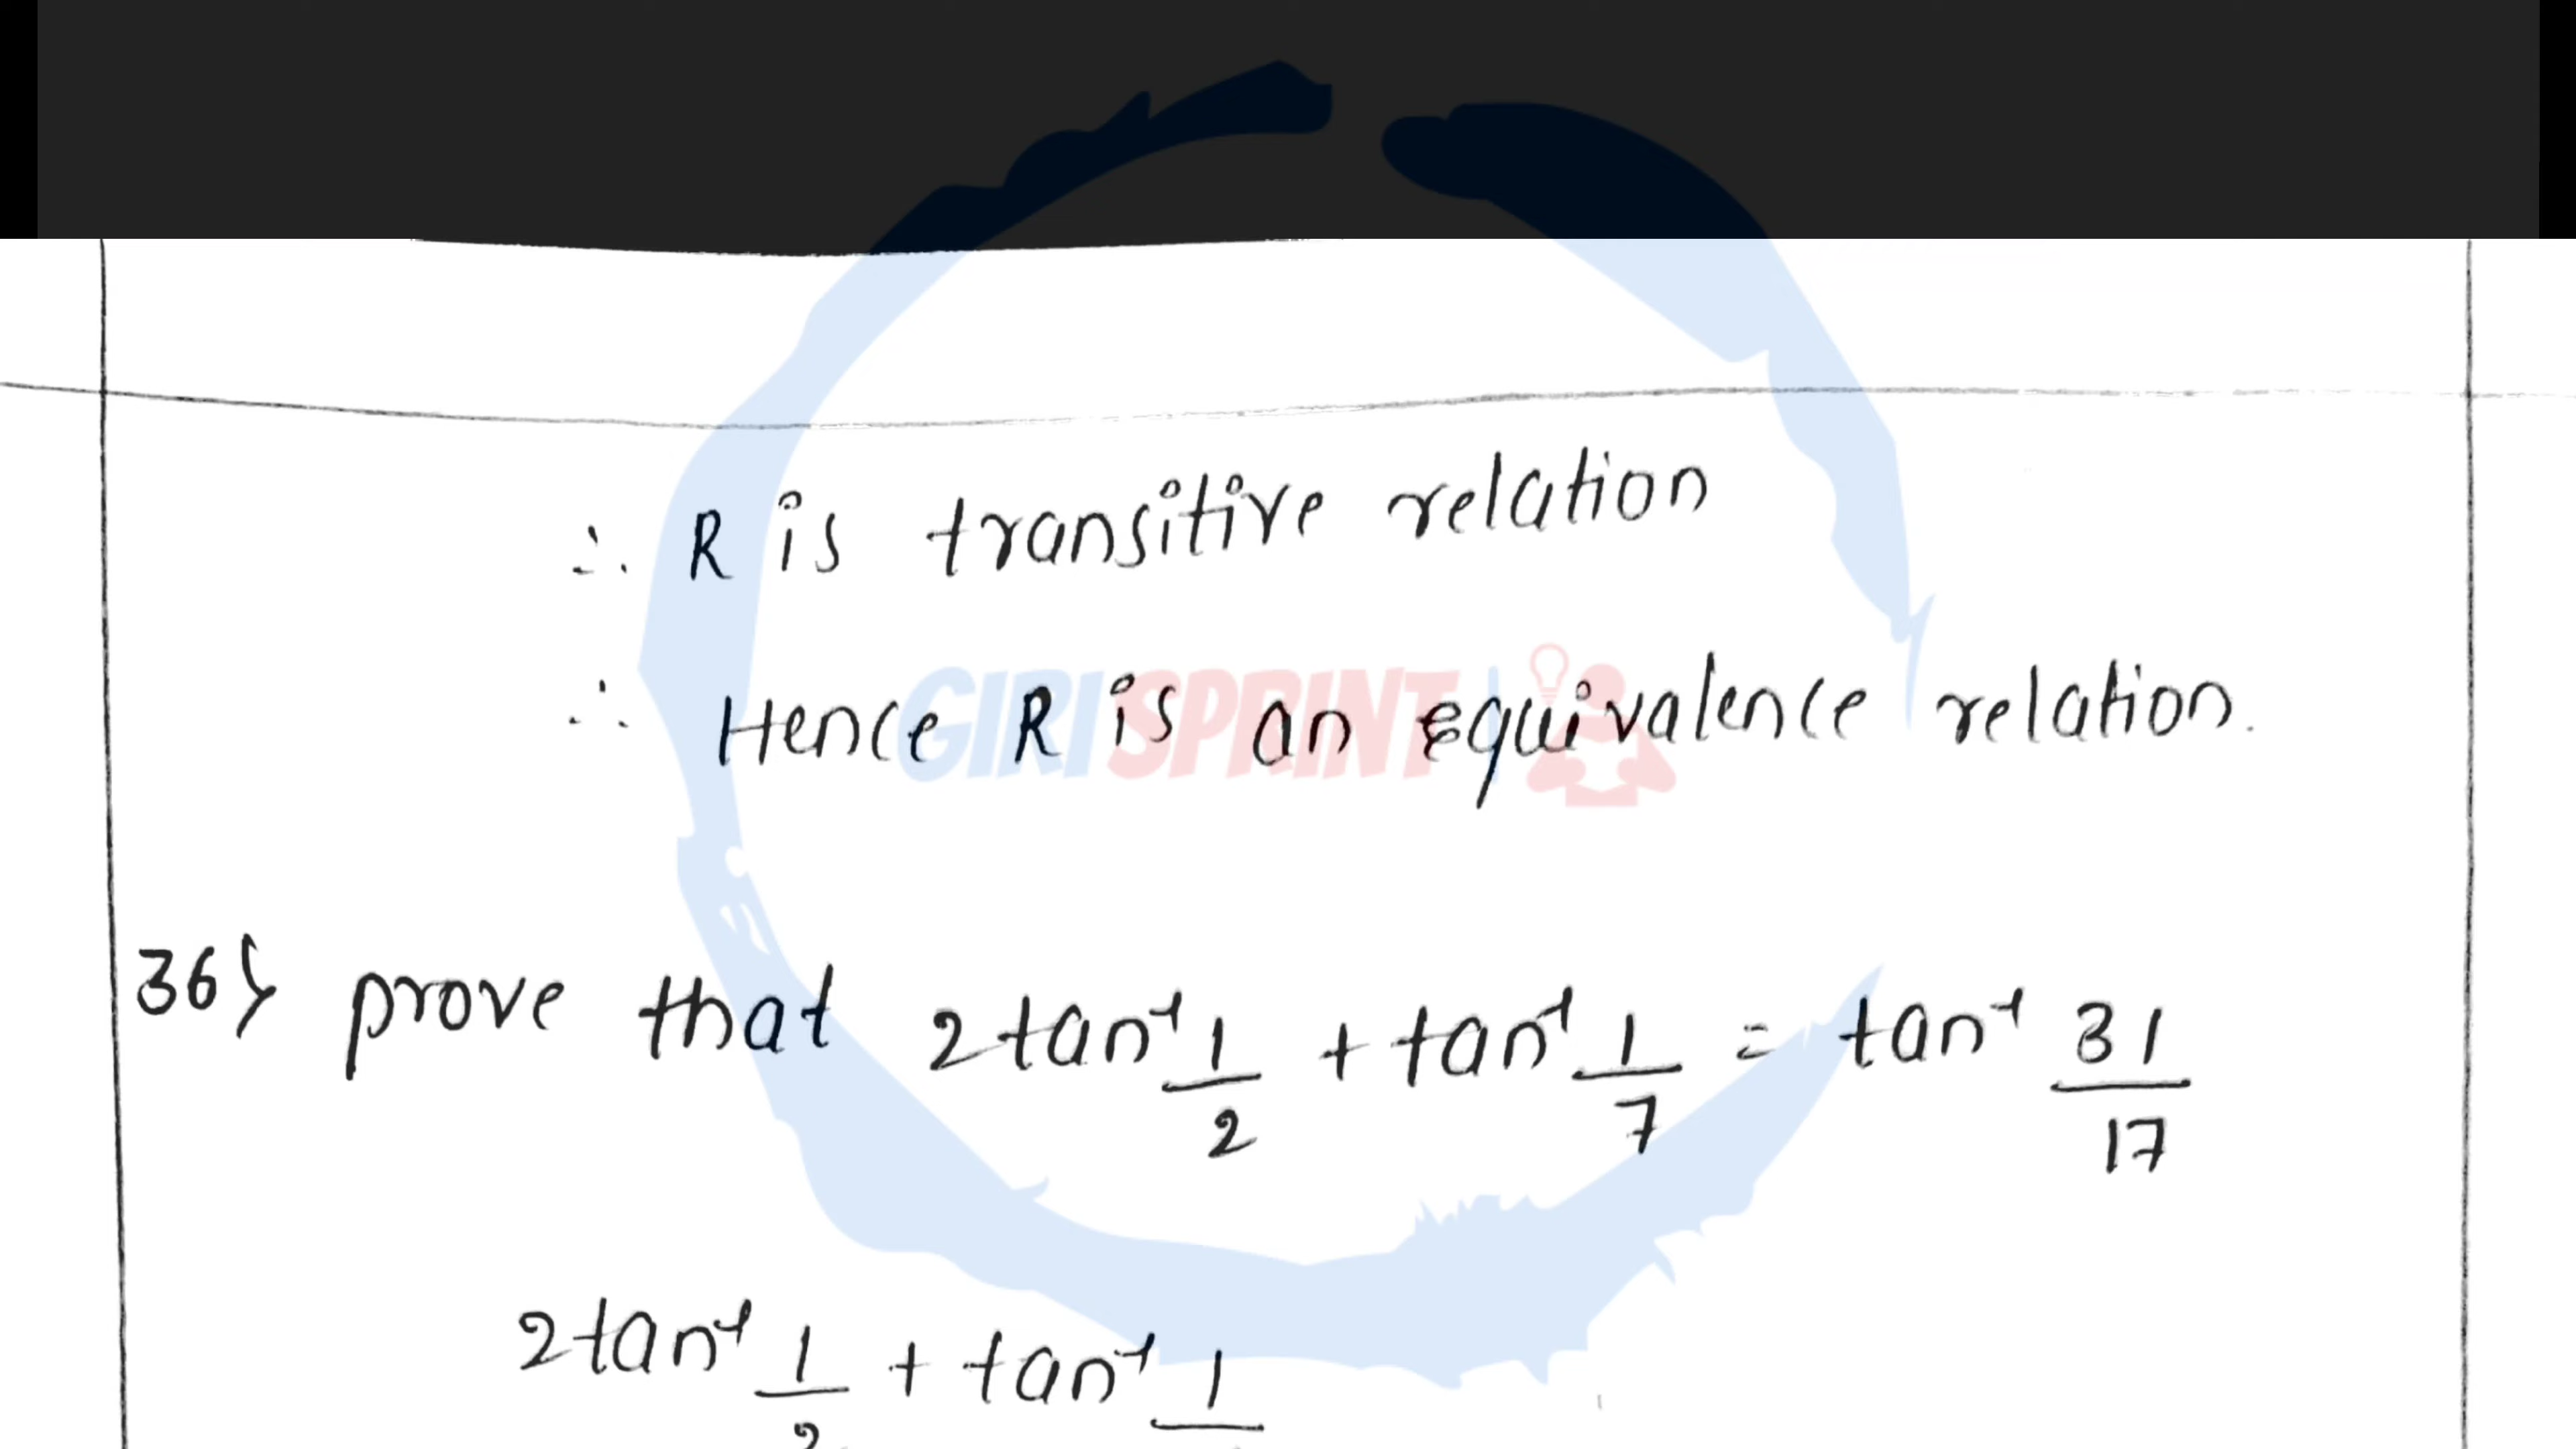 ∴ R is transitive relation
GIRISPRINT
∴ Hence R is an equivalence relation.
36} prove that 2tan⁻¹ 1/2 + tan⁻¹ 1/7 = tan⁻¹ 31/17
2tan⁻¹ 1/2 + tan⁻¹ 1/